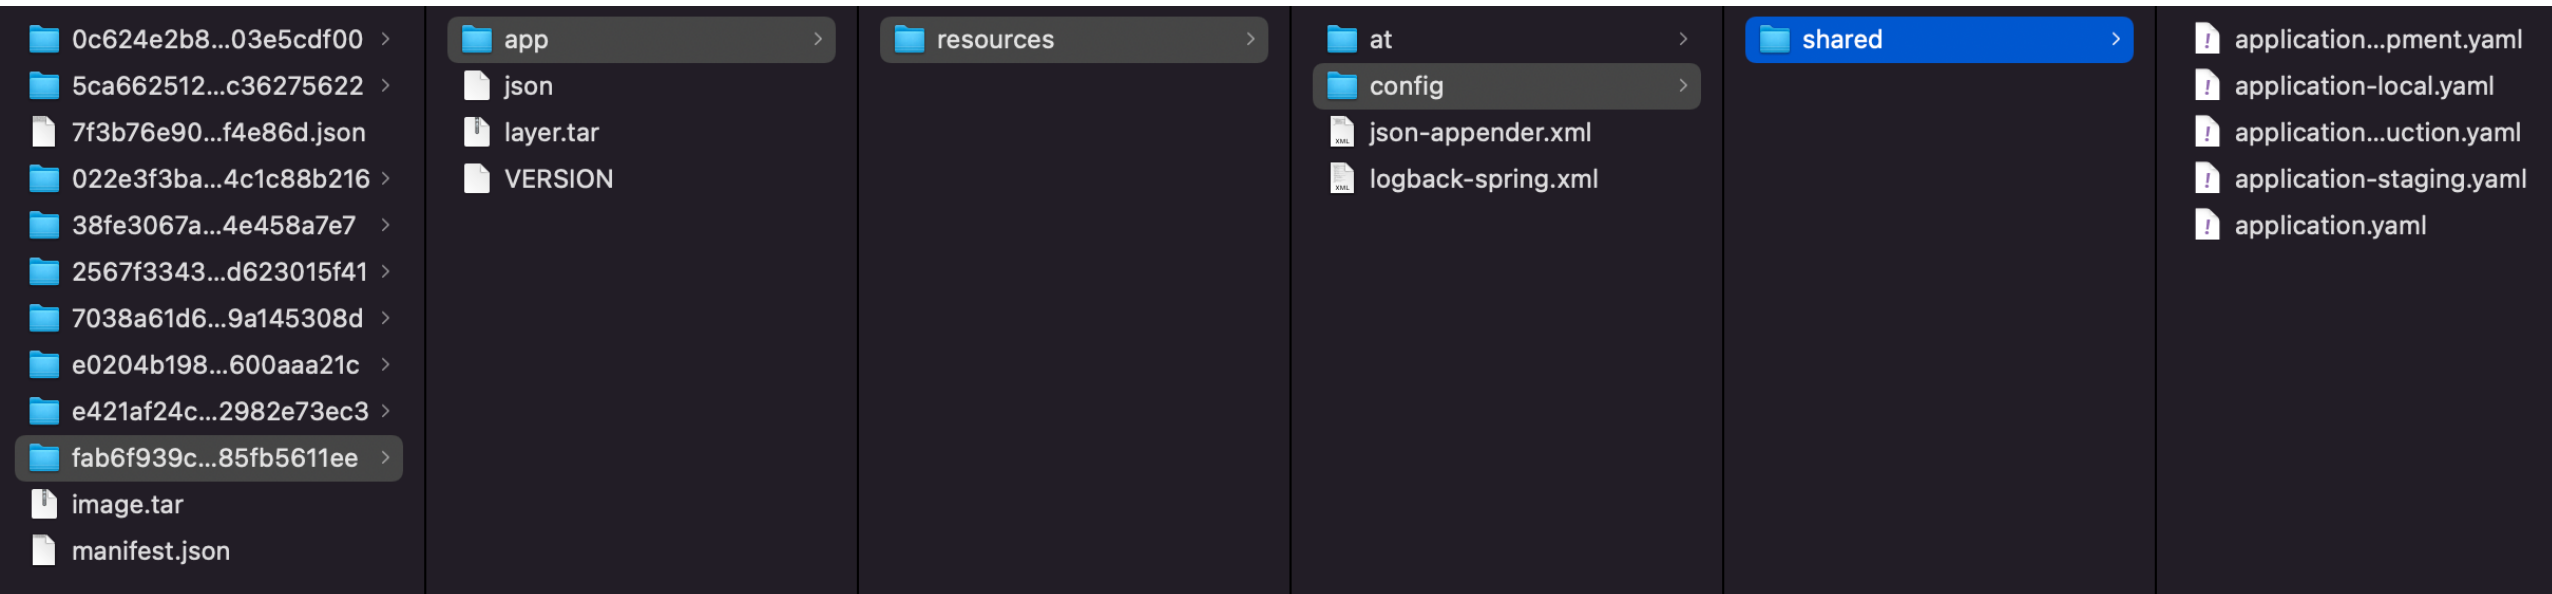 0c624e2b8...03e5cdf00
5ca662512...c36275622
7f3b76e90...f4e86d.json
022e3f3ba...4c1c88b216
38fe3067a...4e458a7e7
2567f3343...d623015f41
7038a61d6...9a145308d
e0204b198...600aaa21c
e421af24c...2982e73ec3
fab6f939c...85fb5611ee
image.tar
manifest.json
app
json
layer.tar
VERSION
resources
at
config
json-appender.xml
logback-spring.xml
shared
application...pment.yaml
application-local.yaml
application...uction.yaml
application-staging.yaml
application.yaml